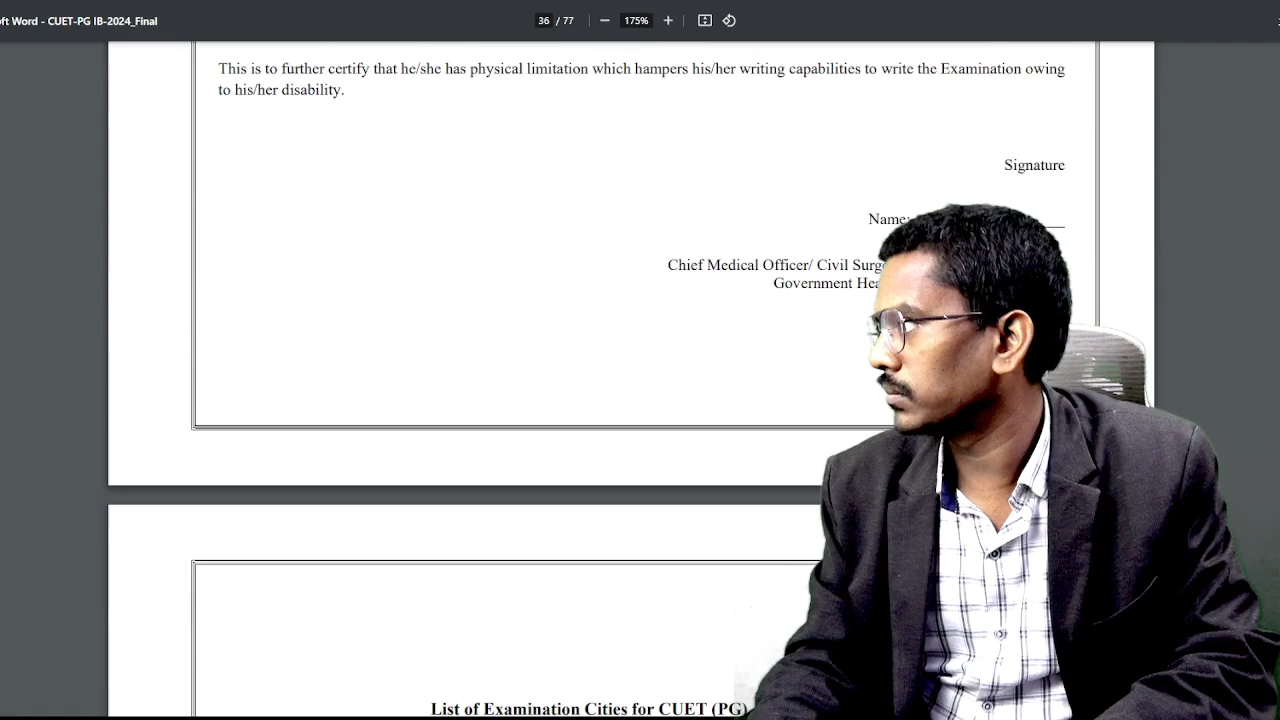 oft Word - CUET-PG IB-2024_Final
36 / 77
175%
This is to further certify that he/she has physical limitation which hampers his/her writing capabilities to write the Examination owing
to his/her disability.
Signature
Name:
Chief Medical Officer/ Civil Surge
Government Hea
List of Examination Cities for CUET (PG)